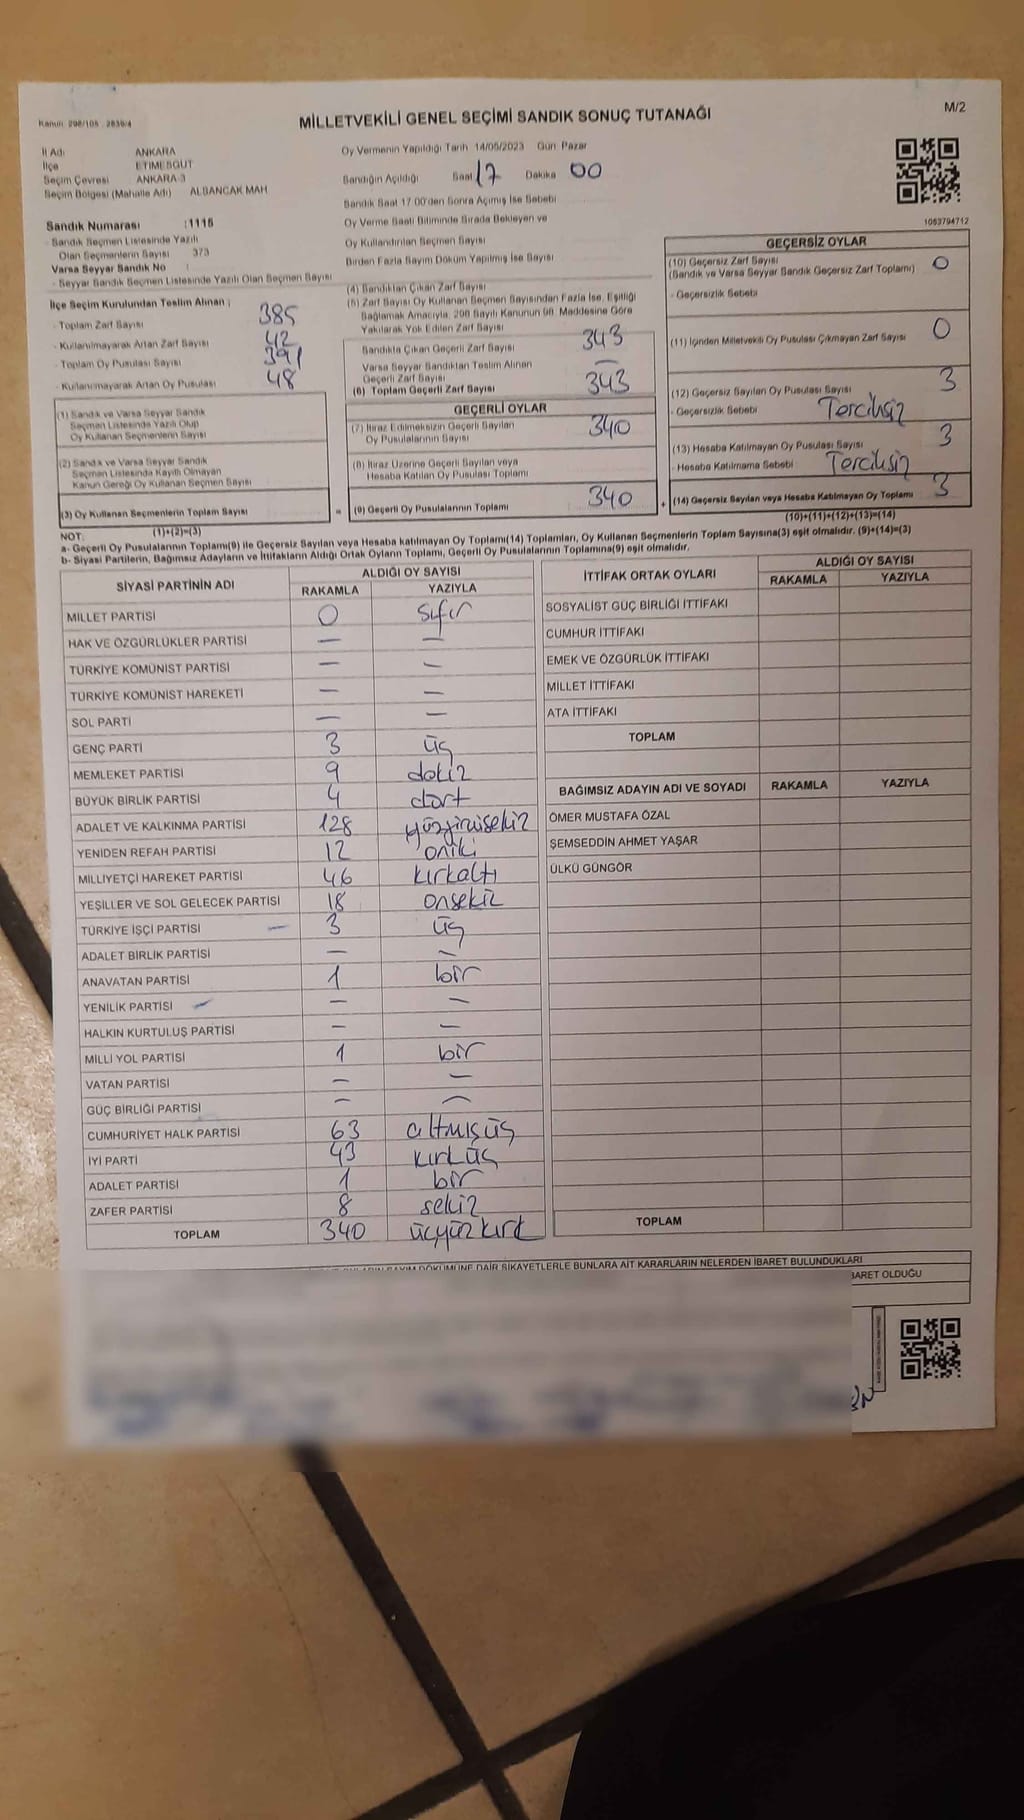 Kanun 298/105 - 2839/4
MİLLETVEKİLİ GENEL SEÇİMİ SANDIK SONUÇ TUTANAĞI
M/2
İl Adı ANKARA
İlçe ETİMESGUT
Seçim Çevresi ANKARA-3
Seçim Bölgesi (Mahalle Adı) ALSANCAK MAH
Sandık Numarası :1115
- Sandık Seçmen Listesinde Yazılı
Olan Seçmenlerin Sayısı 373
Varsa Seyyar Sandık No :
- Seyyar Sandık Seçmen Listesinde Yazılı Olan Seçmen Sayısı
İlçe Seçim Kurulundan Teslim Alınan ;
- Toplam Zarf Sayısı 385
- Kullanılmayarak Artan Zarf Sayısı 42
- Toplam Oy Pusulası Sayısı 391
- Kullanılmayarak Artan Oy Pusulası 48
(1) Sandık ve Varsa Seyyar Sandık
Seçmen Listesinde Yazılı Olup
Oy Kullanan Seçmenlerin Sayısı
(2) Sandık ve Varsa Seyyar Sandık
Seçmen Listesinde Kayıtlı Olmayan
Kanun Gereği Oy Kullanan Seçmen Sayısı
(3) Oy Kullanan Seçmenlerin Toplam Sayısı
(1)+(2)=(3)
Oy Vermenin Yapıldığı Tarih 14/05/2023 Gün Pazar
Sandığın Açıldığı Saat 17 Dakika 00
Sandık Saat 17.00'den Sonra Açılmış İse Sebebi
Oy Verme Saati Bitiminde Sırada Bekleyen ve
Oy Kullandırılan Seçmen Sayısı
Birden Fazla Sayım Döküm Yapılmış İse Sayısı
(4) Sandıktan Çıkan Zarf Sayısı
(5) Zarf Sayısı Oy Kullanan Seçmen Sayısından Fazla İse, Eşitliği
Sağlamak Amacıyla, 298 Sayılı Kanunun 98. Maddesine Göre
Yakılarak Yok Edilen Zarf Sayısı
Sandıkta Çıkan Geçerli Zarf Sayısı 343
Varsa Seyyar Sandıktan Teslim Alınan
Geçerli Zarf Sayısı —
(6) Toplam Geçerli Zarf Sayısı 343
GEÇERLİ OYLAR
(7) İtiraz Edilmeksizin Geçerli Sayılan
Oy Pusulalarının Sayısı 340
(8) İtiraz Üzerine Geçerli Sayılan veya
Hesaba Katılan Oy Pusulası Toplamı
= (9) Geçerli Oy Pusulalarının Toplamı 340 +
1053794712
GEÇERSİZ OYLAR
(10) Geçersiz Zarf Sayısı 0
(Sandık ve Varsa Seyyar Sandık Geçersiz Zarf Toplamı)
- Geçersizlik Sebebi
(11) İçinden Milletvekili Oy Pusulası Çıkmayan Zarf Sayısı 0
(12) Geçersiz Sayılan Oy Pusulası Sayısı 3
- Geçersizlik Sebebi Tercihsiz
(13) Hesaba Katılmayan Oy Pusulası Sayısı 3
- Hesaba Katılmama Sebebi Tercihsiz
(14) Geçersiz Sayılan veya Hesaba Katılmayan Oy Toplamı 3
(10)+(11)+(12)+(13)=(14)
NOT:
a- Geçerli Oy Pusulalarının Toplamı(9) ile Geçersiz Sayılan veya Hesaba katılmayan Oy Toplamı(14) Toplamları, Oy Kullanan Seçmenlerin Toplam Sayısına(3) eşit olmalıdır. (9)+(14)=(3)
b- Siyasi Partilerin, Bağımsız Adayların ve İttifakların Aldığı Ortak Oyların Toplamı, Geçerli Oy Pusulalarının Toplamına(9) eşit olmalıdır.
SİYASİ PARTİNİN ADI ALDIĞI OY SAYISI
RAKAMLA YAZIYLA
MİLLET PARTİSİ 0 sıfır
HAK VE ÖZGÜRLÜKLER PARTİSİ — —
TÜRKİYE KOMÜNİST PARTİSİ — —
TÜRKİYE KOMÜNİST HAREKETİ — —
SOL PARTİ — —
GENÇ PARTİ 3 üç
MEMLEKET PARTİSİ 9 dokiz
BÜYÜK BİRLİK PARTİSİ 4 dört
ADALET VE KALKINMA PARTİSİ 128 yüzyirmisekiz
YENİDEN REFAH PARTİSİ 12 oniki
MİLLİYETÇİ HAREKET PARTİSİ 46 kırkaltı
YEŞİLLER VE SOL GELECEK PARTİSİ 18 onsekiz
TÜRKİYE İŞÇİ PARTİSİ — 3 üç
ADALET BİRLİK PARTİSİ — —
ANAVATAN PARTİSİ 1 bir
YENİLİK PARTİSİ — —
HALKIN KURTULUŞ PARTİSİ — —
MİLLİ YOL PARTİSİ 1 bir
VATAN PARTİSİ — —
GÜÇ BİRLİĞİ PARTİSİ — —
CUMHURİYET HALK PARTİSİ 63 altmışüç
İYİ PARTİ 43 kırküç
ADALET PARTİSİ 1 bir
ZAFER PARTİSİ 8 sekiz
TOPLAM 340 üçyüzkırk
İTTİFAK ORTAK OYLARI ALDIĞI OY SAYISI
RAKAMLA YAZIYLA
SOSYALİST GÜÇ BİRLİĞİ İTTİFAKI
CUMHUR İTTİFAKI
EMEK VE ÖZGÜRLÜK İTTİFAKI
MİLLET İTTİFAKI
ATA İTTİFAKI
TOPLAM
BAĞIMSIZ ADAYIN ADI VE SOYADI RAKAMLA YAZIYLA
ÖMER MUSTAFA ÖZAL
ŞEMSEDDİN AHMET YAŞAR
ÜLKÜ GÜNGÖR
TOPLAM
SAYIM DÖKÜMÜNE DAİR ŞİKAYETLERLE BUNLARA AİT KARARLARIN NELERDEN İBARET BULUNDUKLARI
İBARET OLDUĞU